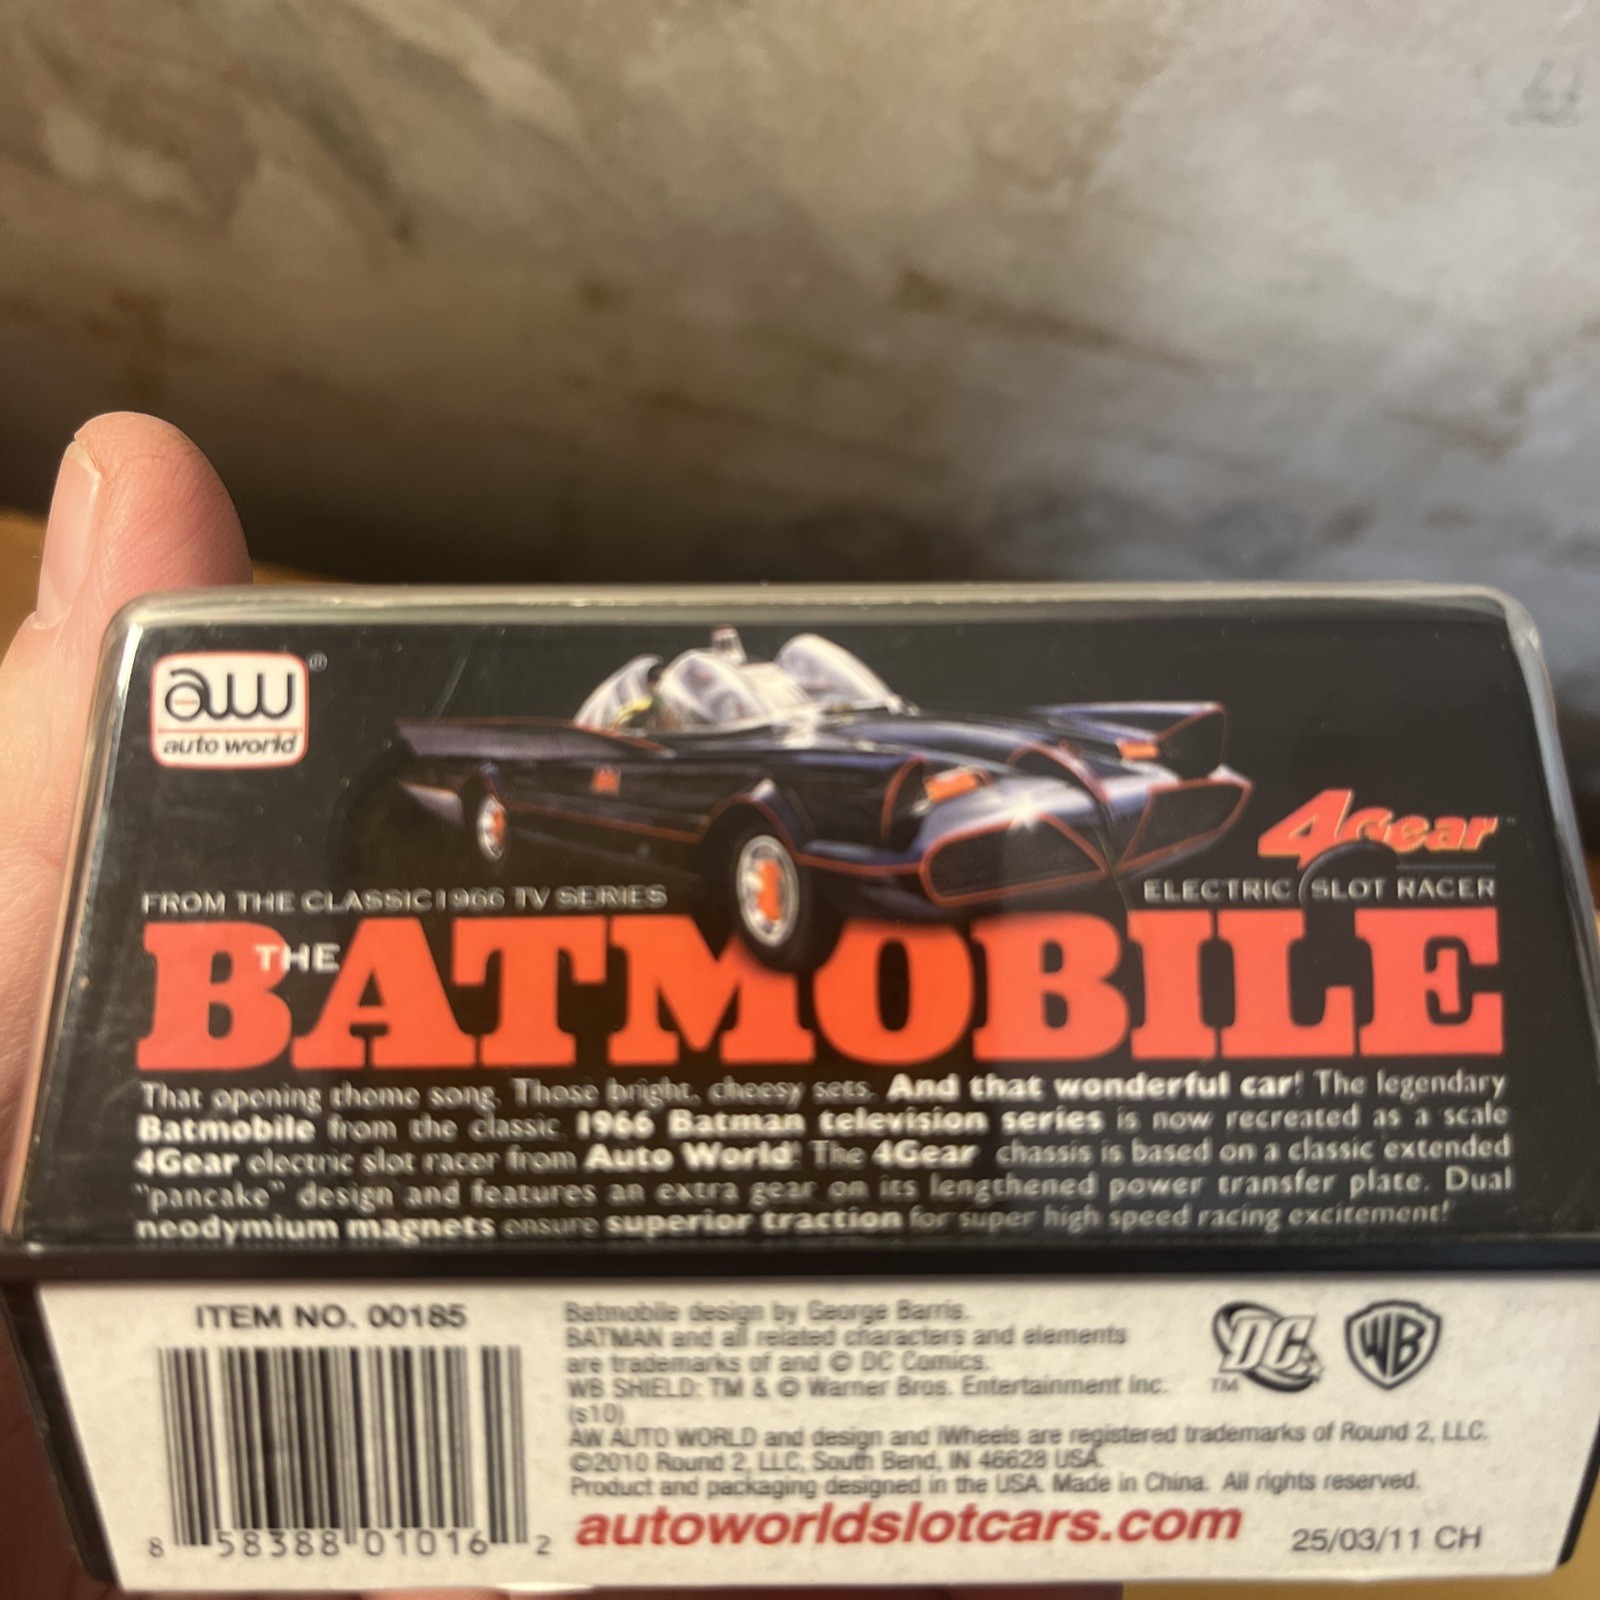 aw ®
auto world
4Gear
FROM THE CLASSIC 1966 TV SERIES
ELECTRIC SLOT RACER
THE
BATMOBILE
That opening theme song. Those bright, cheesy sets. And that wonderful car! The legendary
Batmobile from the classic 1966 Batman television series is now recreated as a scale
4Gear electric slot racer from Auto World! The 4Gear chassis is based on a classic extended
"pancake" design and features an extra gear on its lengthened power transfer plate. Dual
neodymium magnets ensure superior traction for super high speed racing excitement!
ITEM NO. 00185
8 58388 01016 2
Batmobile design by George Barris.
BATMAN and all related characters and elements
are trademarks of and © DC Comics.
WB SHIELD: TM & © Warner Bros. Entertainment Inc.
(s10)
AW AUTO WORLD and design and iWheels are registered trademarks of Round 2, LLC.
©2010 Round 2, LLC, South Bend, IN 46628 USA.
Product and packaging designed in the USA. Made in China. All rights reserved.
autoworldslotcars.com
25/03/11 CH
DC
TM
WB